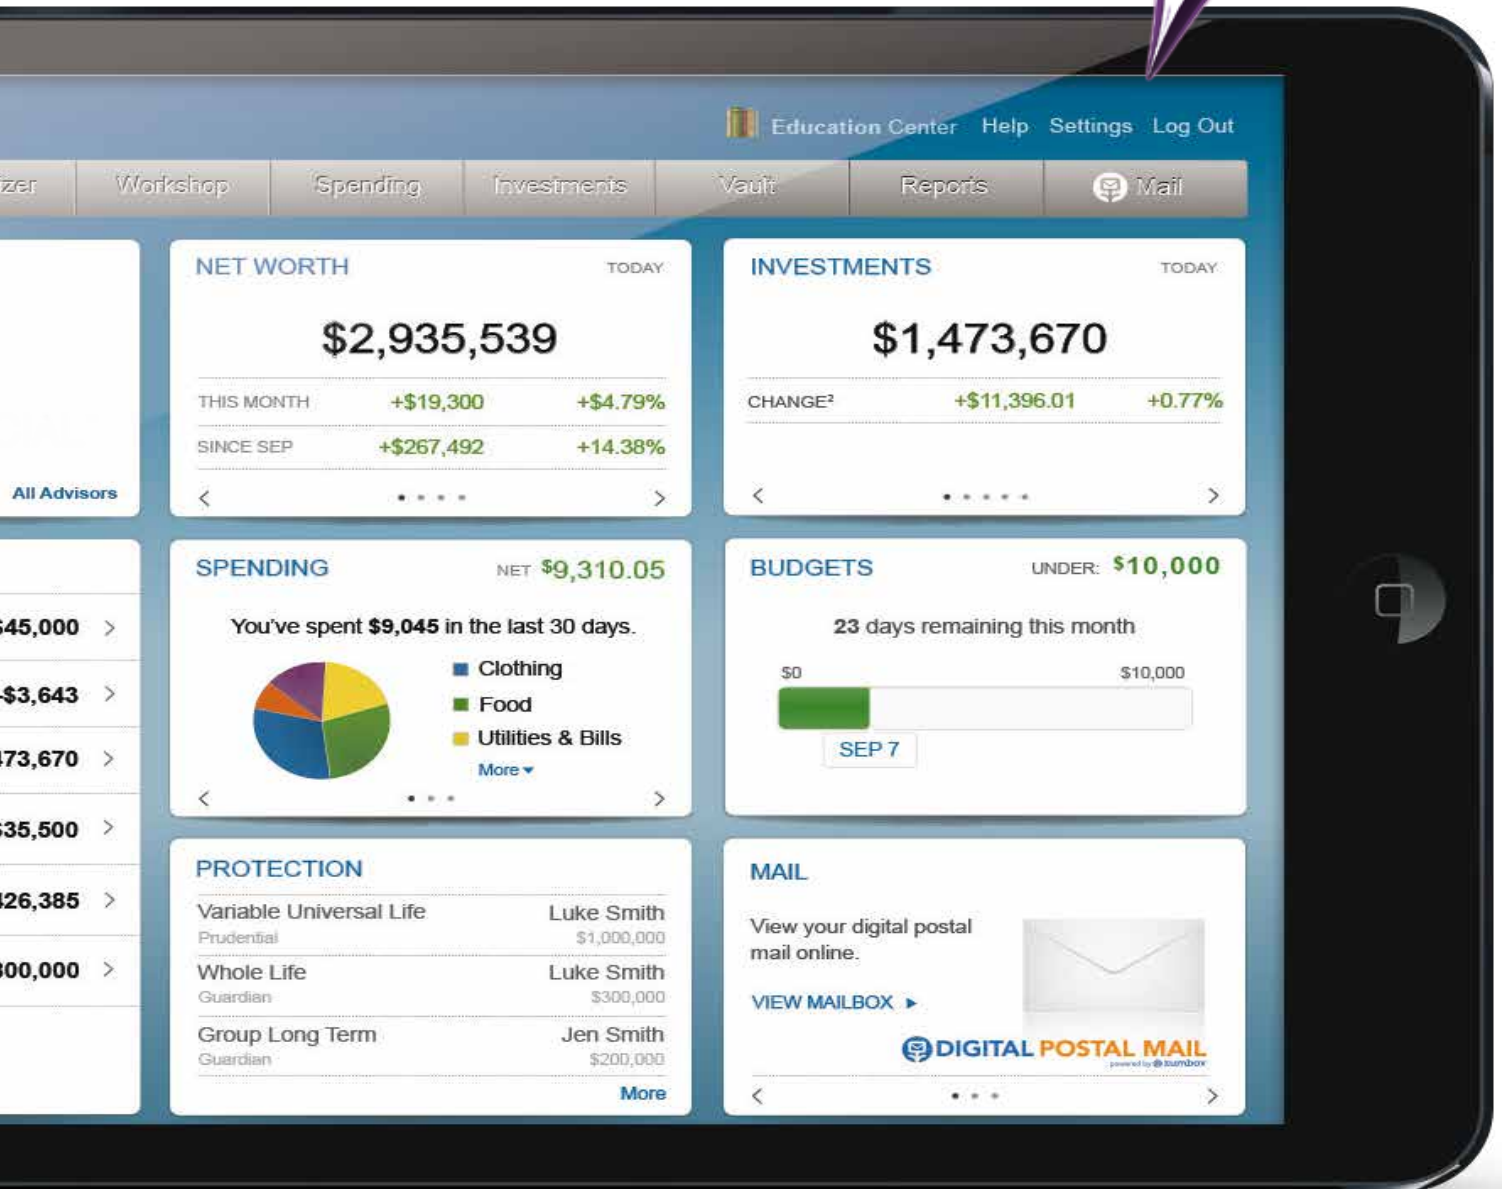 Education Center Help Settings Log Out
zer Workshop Spending Investments Vault Reports Mail
NET WORTH TODAY
$2,935,539
THIS MONTH +$19,300 +$4.79%
SINCE SEP +$267,492 +14.38%
INVESTMENTS TODAY
$1,473,670
CHANGE² +$11,396.01 +0.77%
All Advisors
$45,000
-$3,643
473,670
$35,500
426,385
300,000
SPENDING NET $9,310.05
You've spent $9,045 in the last 30 days.
Clothing
Food
Utilities & Bills
More
BUDGETS UNDER: $10,000
23 days remaining this month
$0 $10,000
SEP 7
PROTECTION
Variable Universal Life Luke Smith
Prudential $1,000,000
Whole Life Luke Smith
Guardian $300,000
Group Long Term Jen Smith
Guardian $200,000
More
MAIL
View your digital postal
mail online.
VIEW MAILBOX
DIGITAL POSTAL MAIL
powered by zumbox